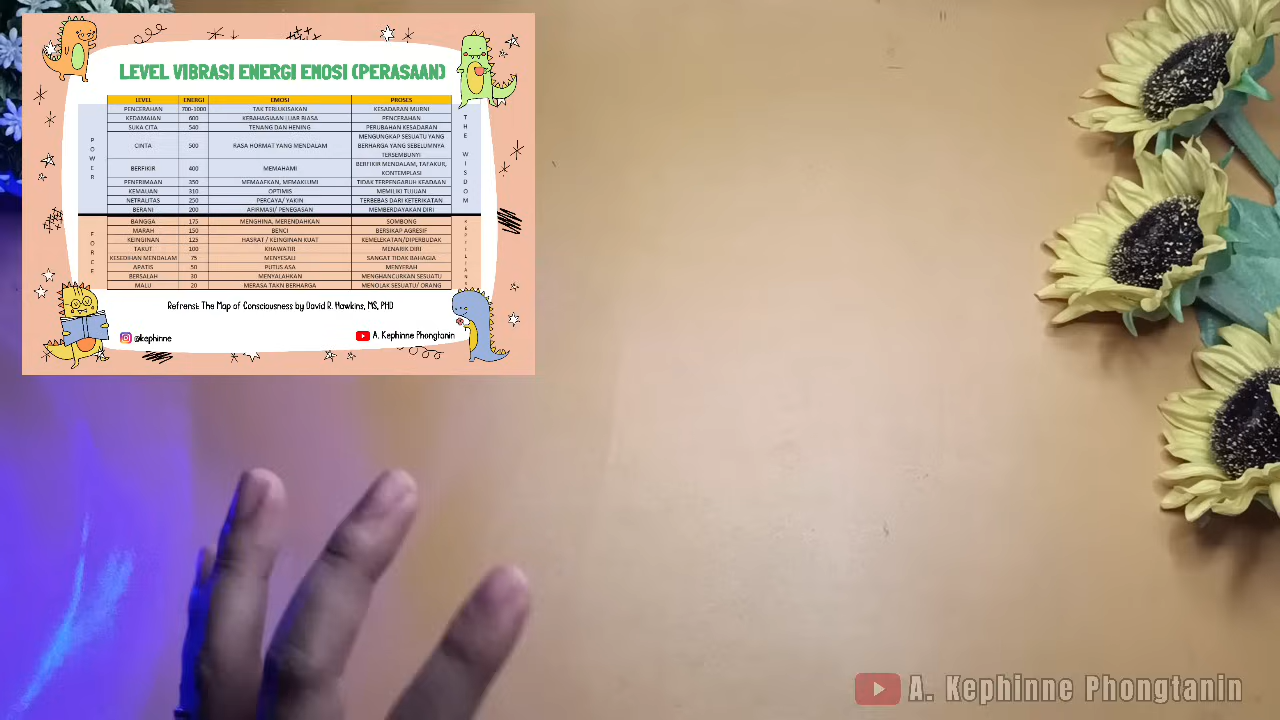 LEVEL VIBRASI ENERGI EMOSI (PERASAAN)
LEVEL ENERGI EMOSI PROSES
PENCERAHAN 700-1000 TAK TERLUKISAKAN KESADARAN MURNI
KEDAMAIAN 600 KEBAHAGIAAN LUAR BIASA PENCERAHAN
SUKA CITA 540 TENANG DAN HENING PERUBAHAN KESADARAN
CINTA 500 RASA HORMAT YANG MENDALAM MENGUNGKAP SESUATU YANG
BERHARGA YANG SEBELUMNYA
TERSEMBUNYI
BERFIKIR 400 MEMAHAMI BERFIKIR MENDALAM, TAFAKUR,
KONTEMPLASI
PENERIMAAN 350 MEMAAFKAN, MEMAKLUMI TIDAK TERPENGARUH KEADAAN
KEMAUAN 310 OPTIMIS MEMILIKI TUJUAN
NETRALITAS 250 PERCAYA/ YAKIN TERBEBAS DARI KETERIKATAN
BERANI 200 AFIRMASI/ PENEGASAN MEMBERDAYAKAN DIRI
BANGGA 175 MENGHINA, MERENDAHKAN SOMBONG
MARAH 150 BENCI BERSIKAP AGRESIF
KEINGINAN 125 HASRAT / KEINGINAN KUAT KEMELEKATAN/DIPERBUDAK
TAKUT 100 KHAWATIR MENARIK DIRI
KESEDIHAN MENDALAM 75 MENYESALI SANGAT TIDAK BAHAGIA
APATIS 50 PUTUS ASA MENYERAH
BERSALAH 30 MENYALAHKAN MENGHANCURKAN SESUATU
MALU 20 MERASA TAKN BERHARGA MENOLAK SESUATU/ ORANG
POWER
FORCE
THE WISDOM
Refrensi: The Map of Consciousness by David R. Hawkins, MS, PHD
@kephinne
A. Kephinne Phongtanin
A. Kephinne Phongtanin